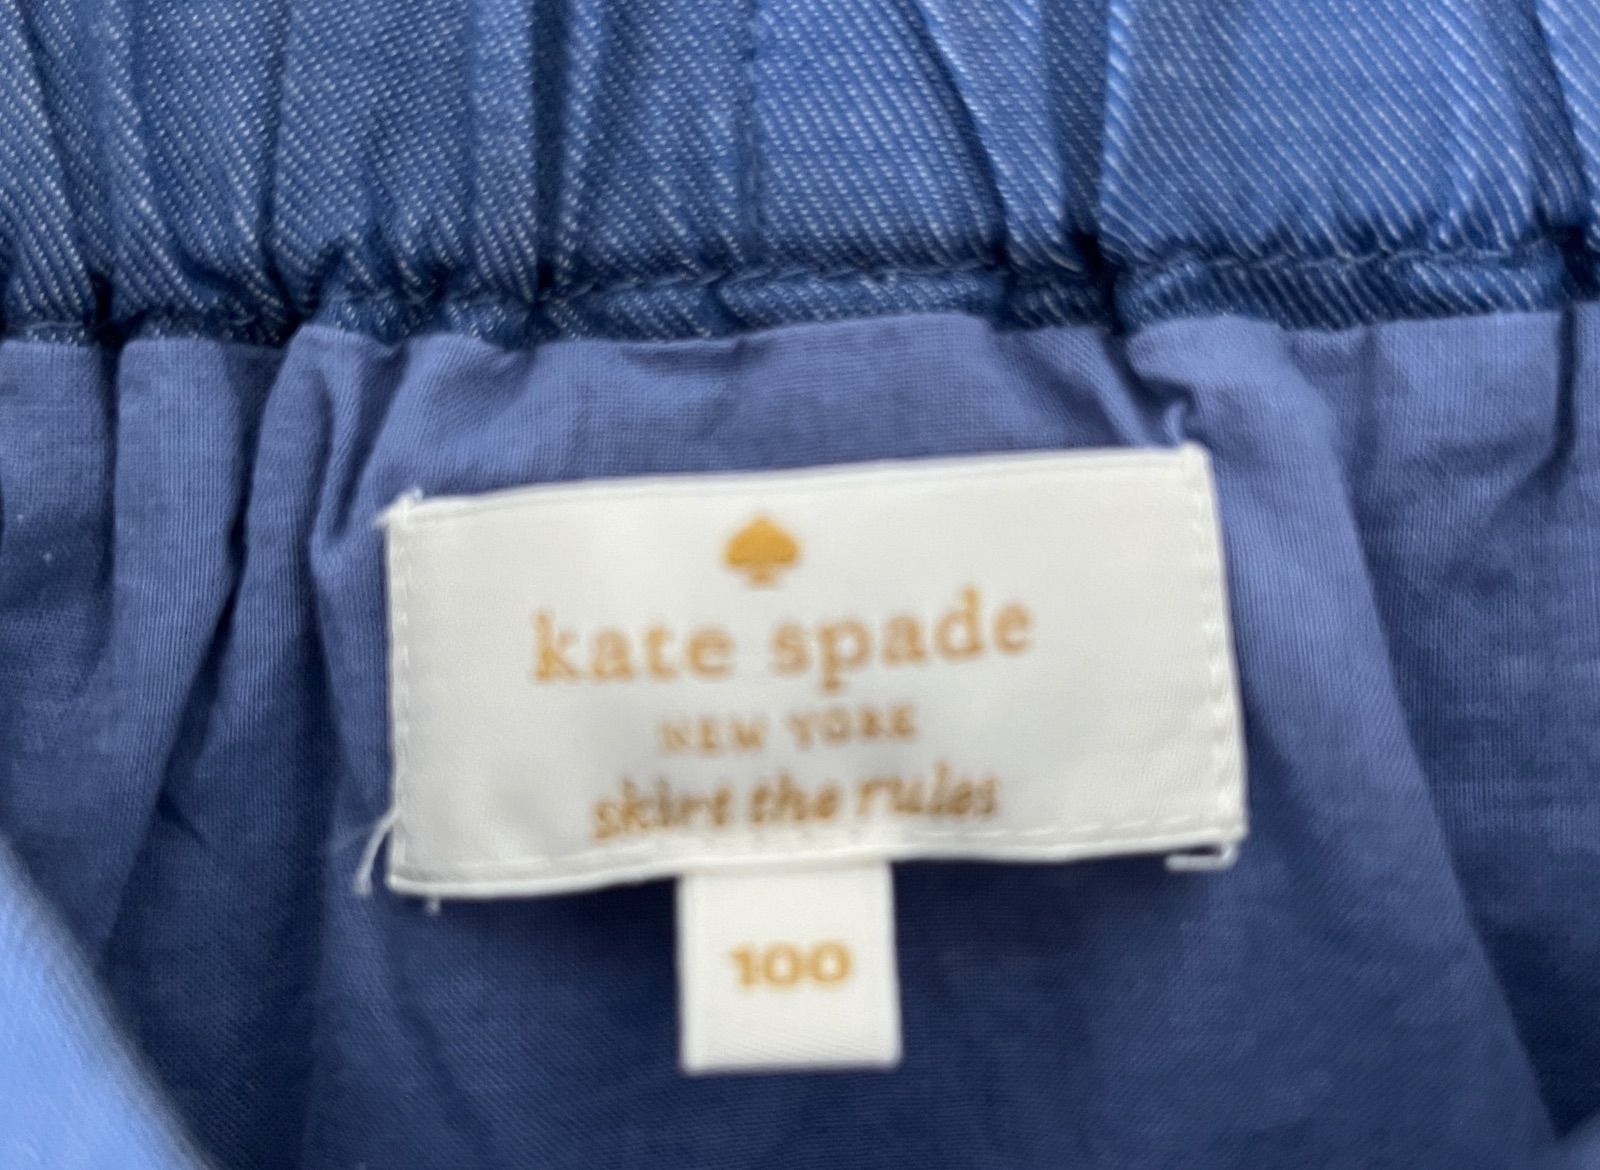 kate spade
NEW YORK
skirt the rules
100